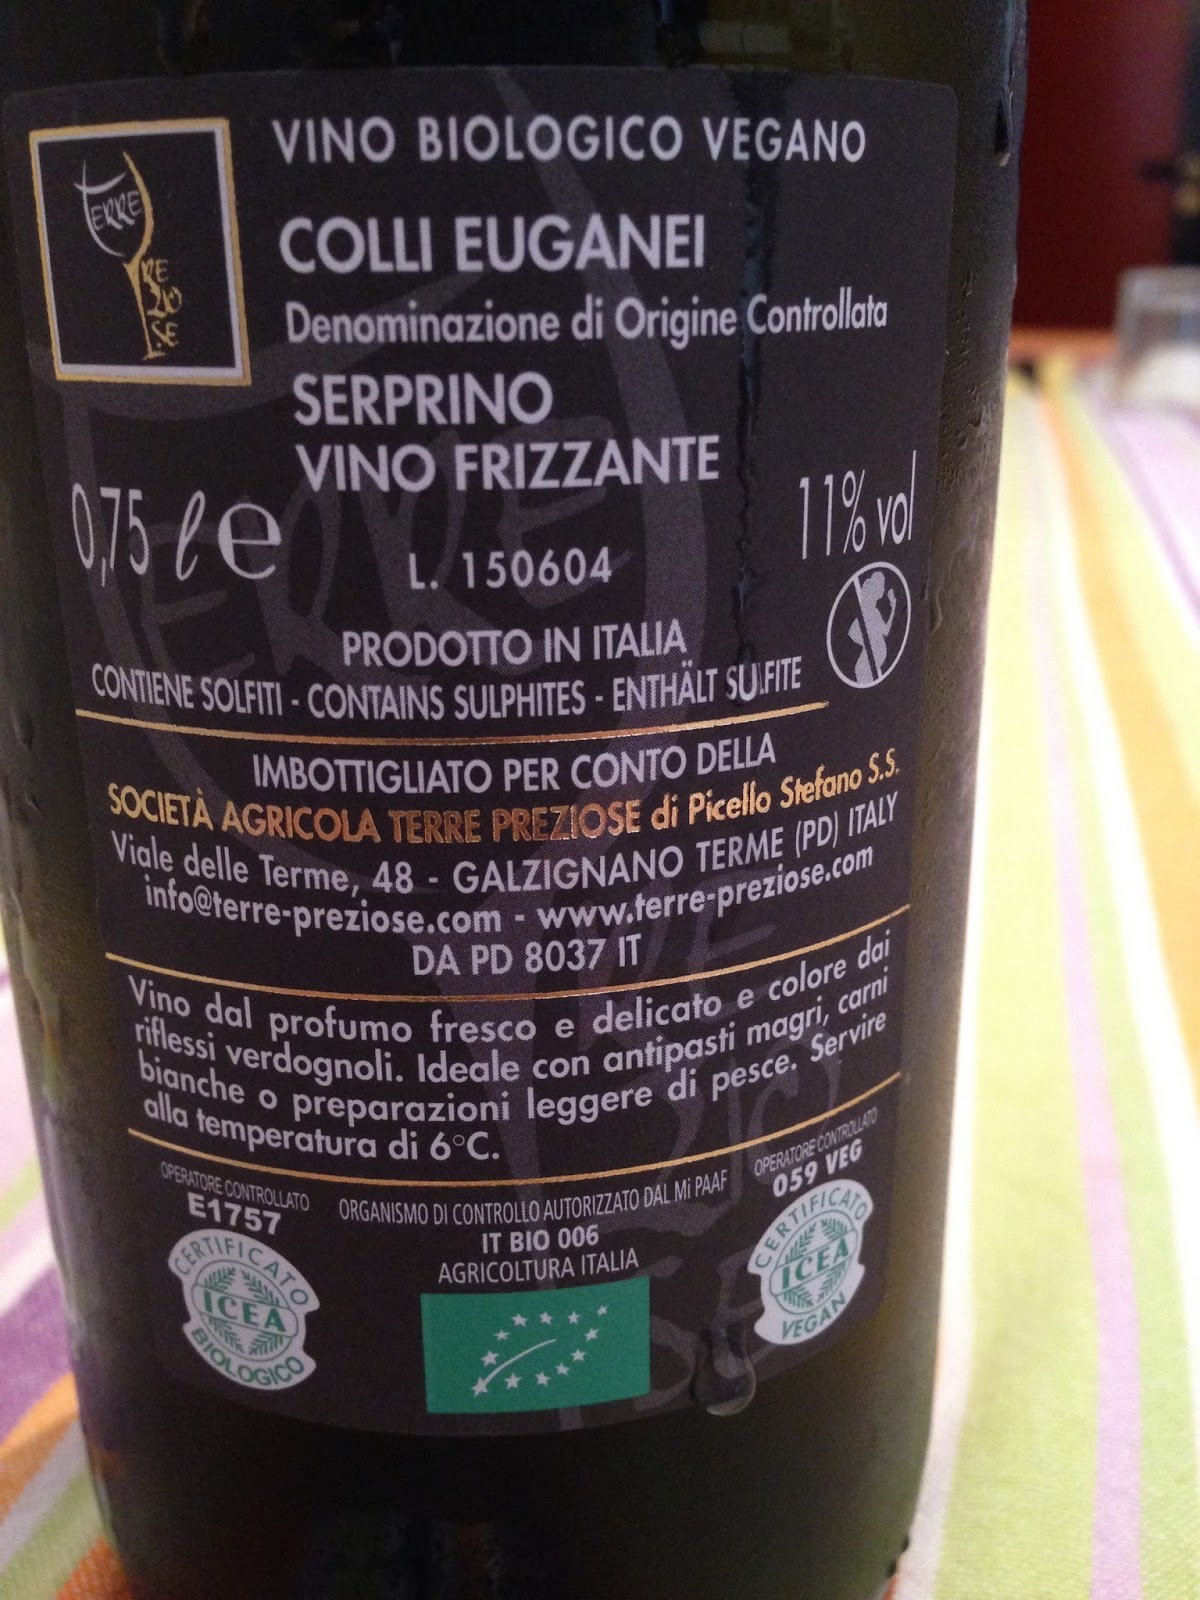 TERRE
PREZIOSE
VINO BIOLOGICO VEGANO
COLLI EUGANEI
Denominazione di Origine Controllata
SERPRINO
VINO FRIZZANTE
0,75 ℓ e
11% vol
L. 150604
PRODOTTO IN ITALIA
CONTIENE SOLFITI - CONTAINS SULPHITES - ENTHÄLT SULFITE
IMBOTTIGLIATO PER CONTO DELLA
SOCIETÀ AGRICOLA TERRE PREZIOSE di Picello Stefano S.S.
Viale delle Terme, 48 - GALZIGNANO TERME (PD) ITALY
info@terre-preziose.com - www.terre-preziose.com
DA PD 8037 IT
Vino dal profumo fresco e delicato e colore dai
riflessi verdognoli. Ideale con antipasti magri, carni
bianche o preparazioni leggere di pesce. Servire
alla temperatura di 6°C.
OPERATORE CONTROLLATO
E1757
CERTIFICATO
ICEA
BIOLOGICO
ORGANISMO DI CONTROLLO AUTORIZZATO DAL Mi PAAF
IT BIO 006
AGRICOLTURA ITALIA
OPERATORE CONTROLLATO
059 VEG
CERTIFICATO
ICEA
VEGAN